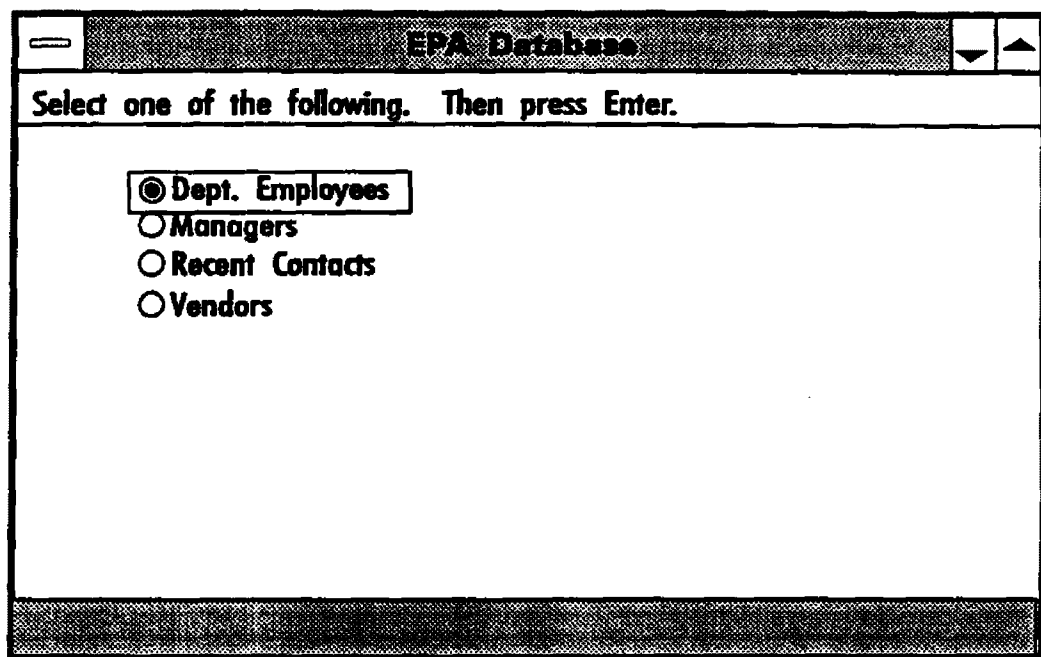 EPA Database
Select one of the following. Then press Enter.
Dept. Employees
Managers
Recent Contacts
Vendors